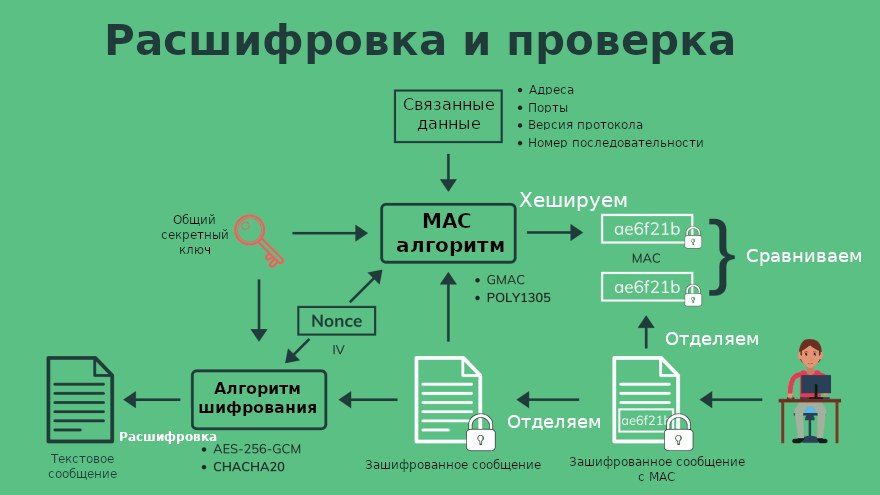 Расшифровка и проверка
Связанные
данные
• Адреса
• Порты
• Версия протокола
• Номер последовательности
Общий
секретный
ключ
MAC
алгоритм
Хешируем
ae6f21b
MAC
ae6f21b
Сравниваем
• GMAC
• POLY1305
Nonce
IV
Отделяем
Алгоритм
шифрования
Расшифровка
• AES-256-GCM
• CHACHA20
Текстовое
сообщение
Отделяем
ae6f21b
Зашифрованное сообщение
Зашифрованное сообщение
с MAC